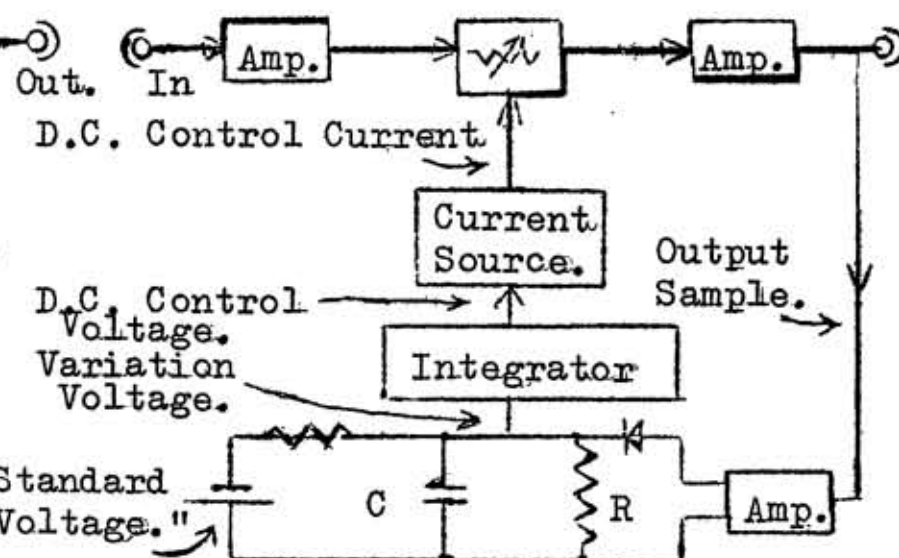 Amp.
Amp.
Out.
In
D.C. Control Current
Current
Source.
Output
Sample.
D.C. Control
Voltage.
Variation
Voltage.
Integrator
Standard
Voltage."
C
R
Amp.